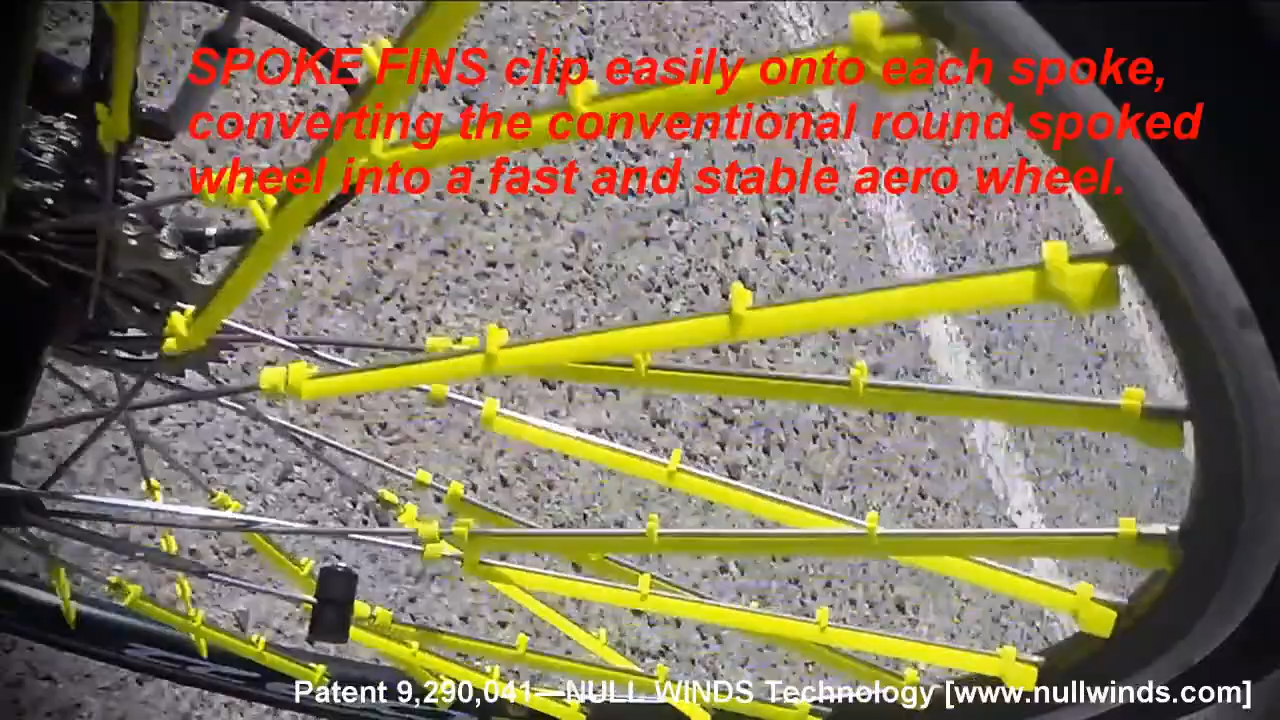 SPOKE FINS clip easily onto each spoke,
converting the conventional round spoked
wheel into a fast and stable aero wheel.
Patent 9,290,041—NULL WINDS Technology [www.nullwinds.com]